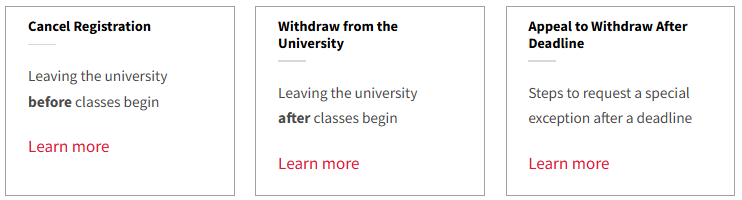 Cancel Registration
Leaving the university
before classes begin
Learn more
Withdraw from the
University
Leaving the university
after classes begin
Learn more
Appeal to Withdraw After
Deadline
Steps to request a special
exception after a deadline
Learn more